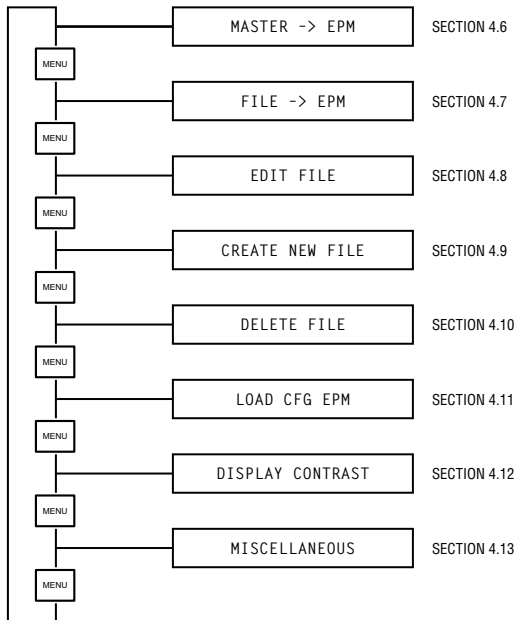 MASTER -> EPM SECTION 4.6
MENU
FILE -> EPM SECTION 4.7
MENU
EDIT FILE SECTION 4.8
MENU
CREATE NEW FILE SECTION 4.9
MENU
DELETE FILE SECTION 4.10
MENU
LOAD CFG EPM SECTION 4.11
MENU
DISPLAY CONTRAST SECTION 4.12
MENU
MISCELLANEOUS SECTION 4.13
MENU